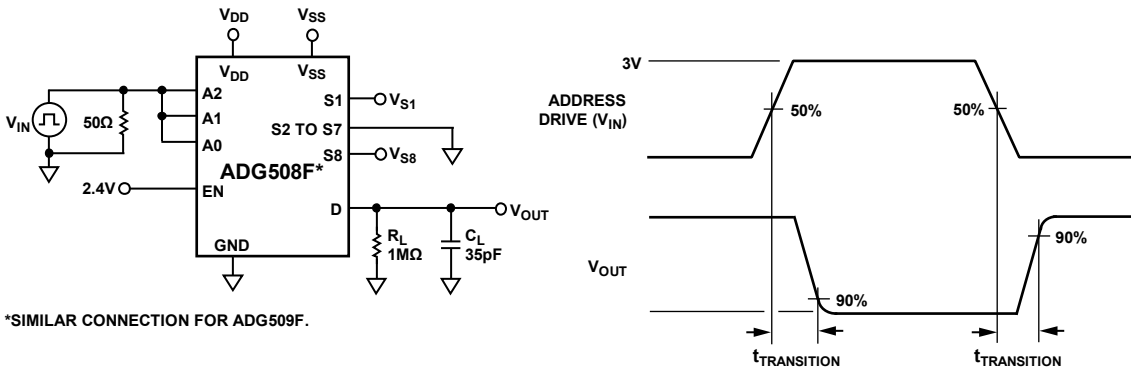 VDD
VSS
VDD
VSS
A2
A1
A0
VIN
50Ω
S1
VS1
S2 TO S7
S8
VS8
ADG508F*
2.4V
EN
D
VOUT
GND
RL
1MΩ
CL
35pF
*SIMILAR CONNECTION FOR ADG509F.
3V
ADDRESS
DRIVE (VIN)
50%
50%
VOUT
90%
90%
tTRANSITION
tTRANSITION